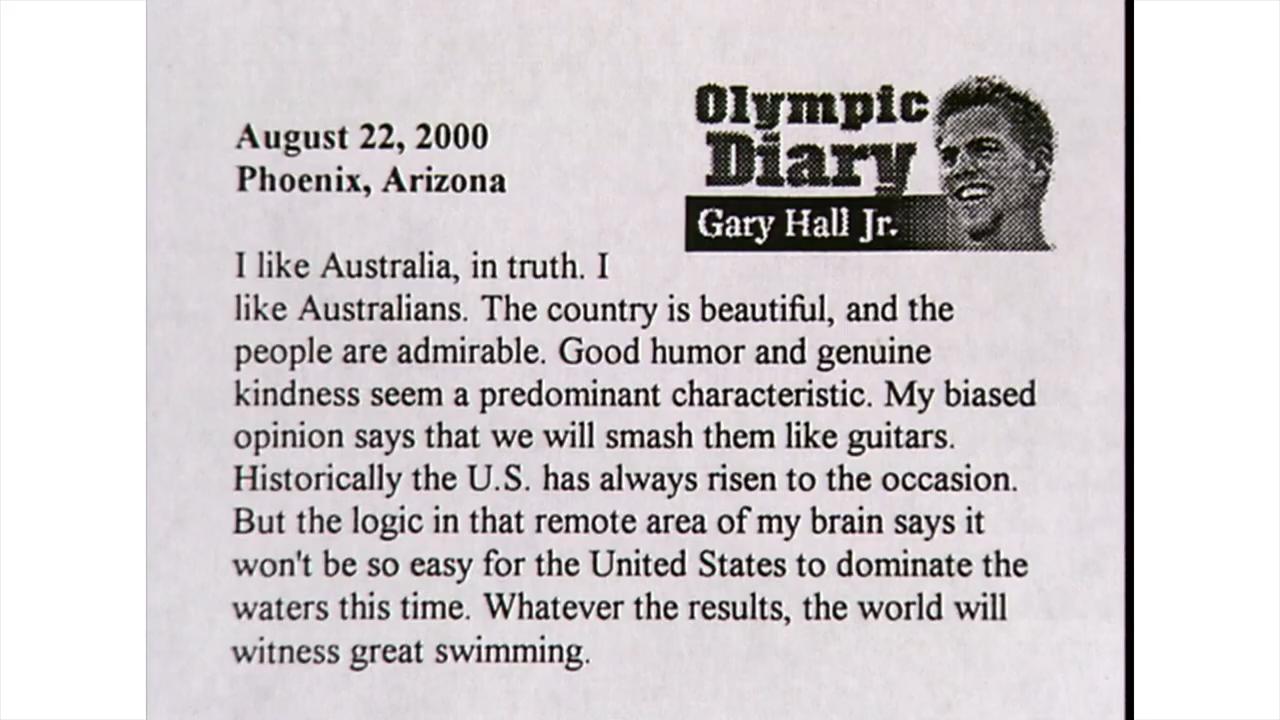 Olympic
Diary
Gary Hall Jr.
August 22, 2000
Phoenix, Arizona
I like Australia, in truth. I
like Australians. The country is beautiful, and the
people are admirable. Good humor and genuine
kindness seem a predominant characteristic. My biased
opinion says that we will smash them like guitars.
Historically the U.S. has always risen to the occasion.
But the logic in that remote area of my brain says it
won't be so easy for the United States to dominate the
waters this time. Whatever the results, the world will
witness great swimming.